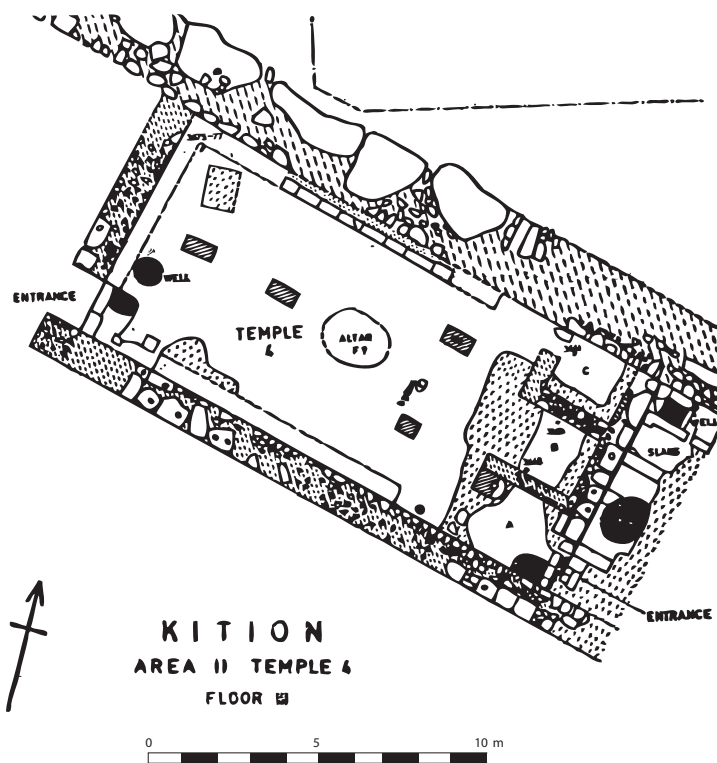 ENTRANCE
WELL
TEMPLE
4
ALTAR
F?
C
B
A
WELL
SLABS
ENTRANCE
KITION
AREA II TEMPLE 4
FLOOR
0 5 10 m